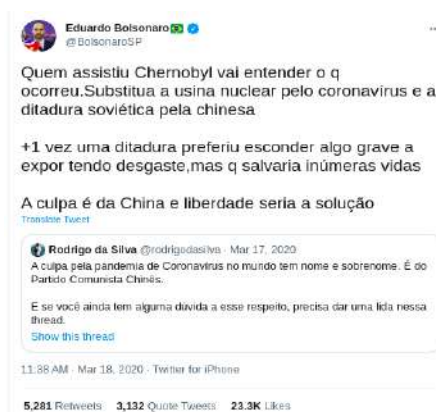 Eduardo Bolsonaro
@BolsonaroSP
Quem assistiu Chernobyl vai entender o q
ocorreu.Substitua a usina nuclear pelo coronavírus e a
ditadura soviética pela chinesa
+1 vez uma ditadura preferiu esconder algo grave a
expor tendo desgaste,mas q salvaria inúmeras vidas
A culpa é da China e liberdade seria a solução
Translate Tweet
Rodrigo da Silva @rodrigodasilva · Mar 17, 2020
A culpa pela pandemia de Coronavírus no mundo tem nome e sobrenome. É do
Partido Comunista Chinês.
E se você ainda tem alguma dúvida a esse respeito, precisa dar uma lida nessa
thread.
Show this thread
11:38 AM · Mar 18, 2020 · Twitter for iPhone
5,281 Retweets 3,132 Quote Tweets 23.3K Likes